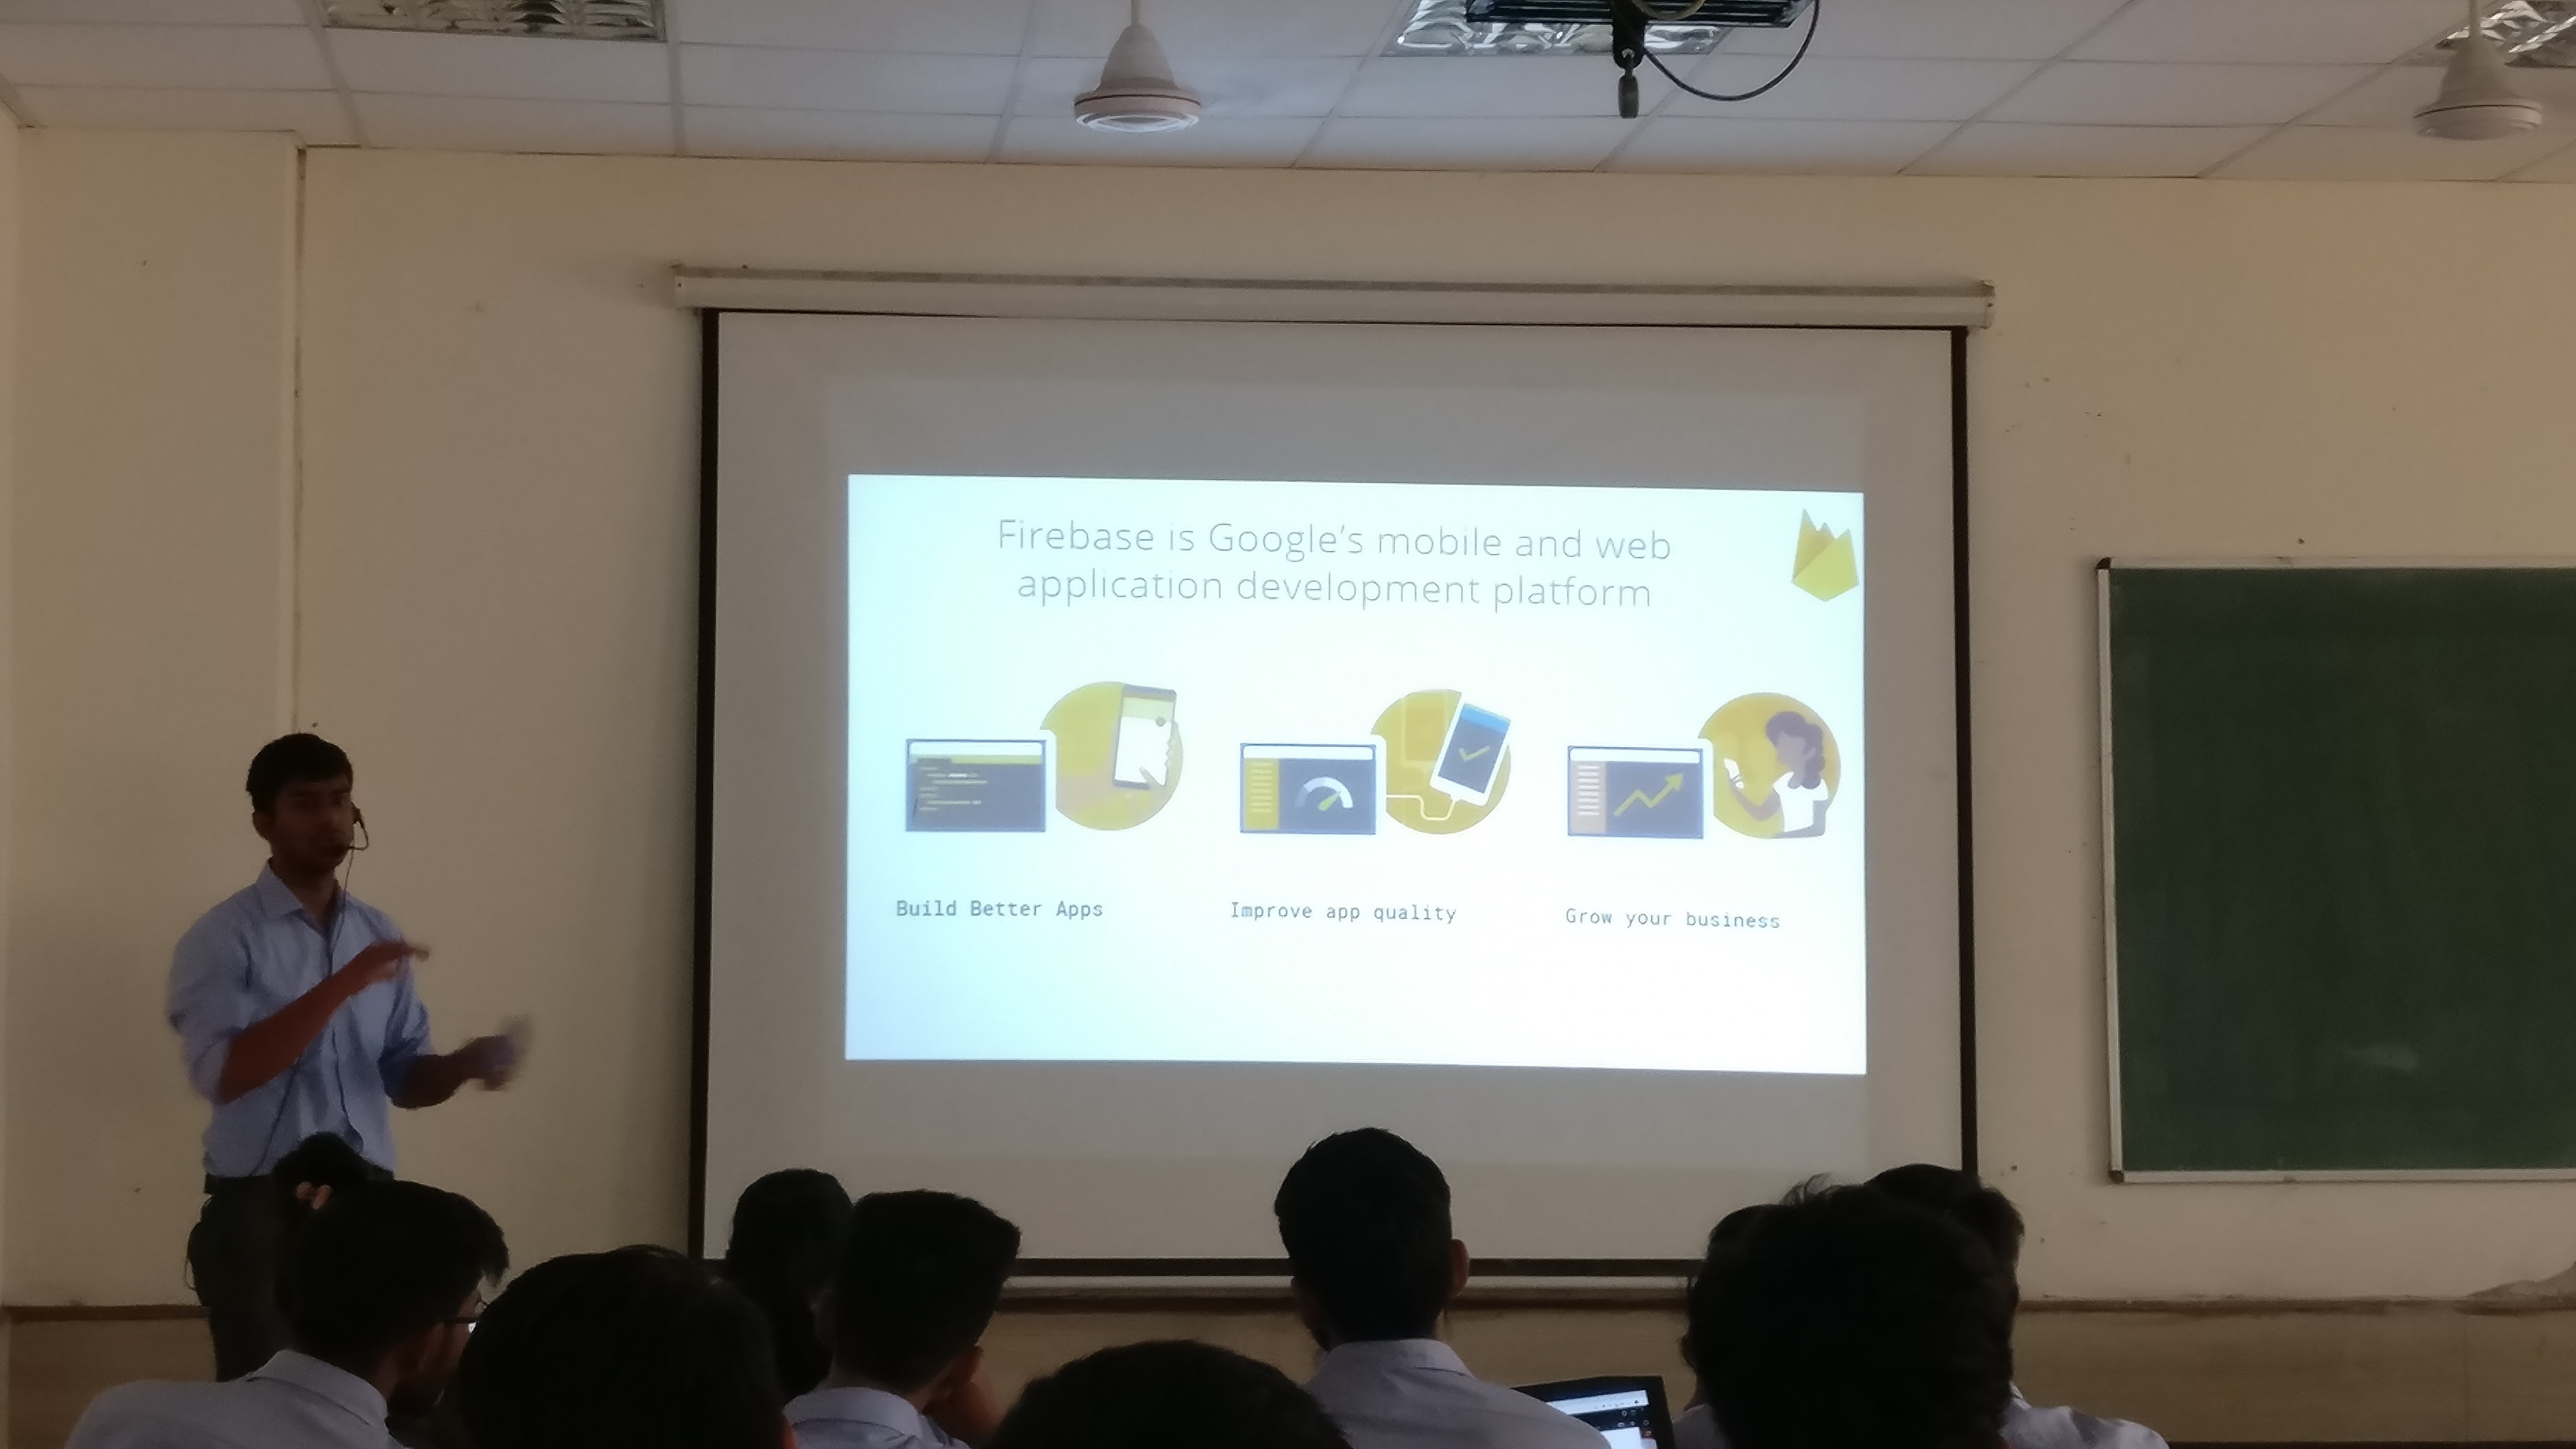 Firebase is Google's mobile and web
application development platform
Build Better Apps
Improve app quality
Grow your business